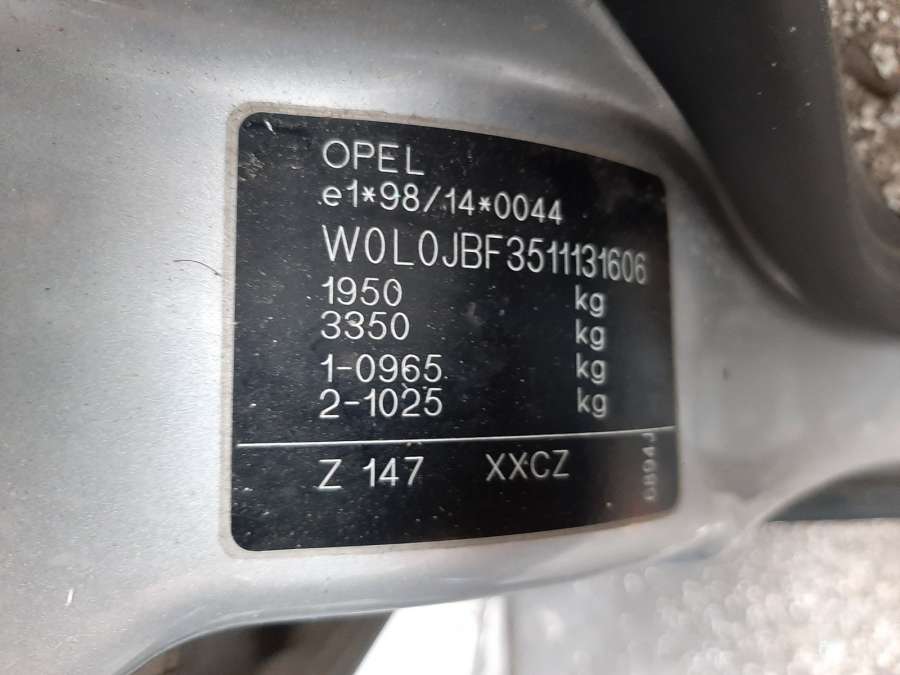 OPEL
e1*98/14*0044
W0L0JBF3511131606
1950 kg
3350 kg
1-0965 kg
2-1025 kg
Z 147 XXCZ